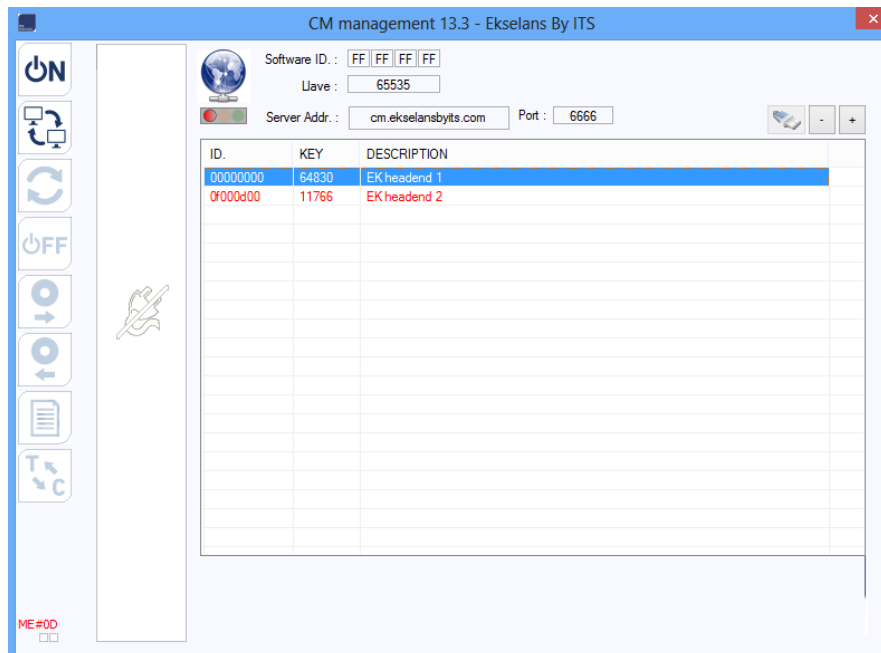 CM management 13.3 - Ekselans By ITS
ON
Software ID. : FF FF FF FF
Llave : 65535
Server Addr. : cm.ekselansbyits.com Port : 6666
- +
ID. KEY DESCRIPTION
00000000 64830 EK headend 1
0f000d00 11766 EK headend 2
OFF
T C
ME#0D